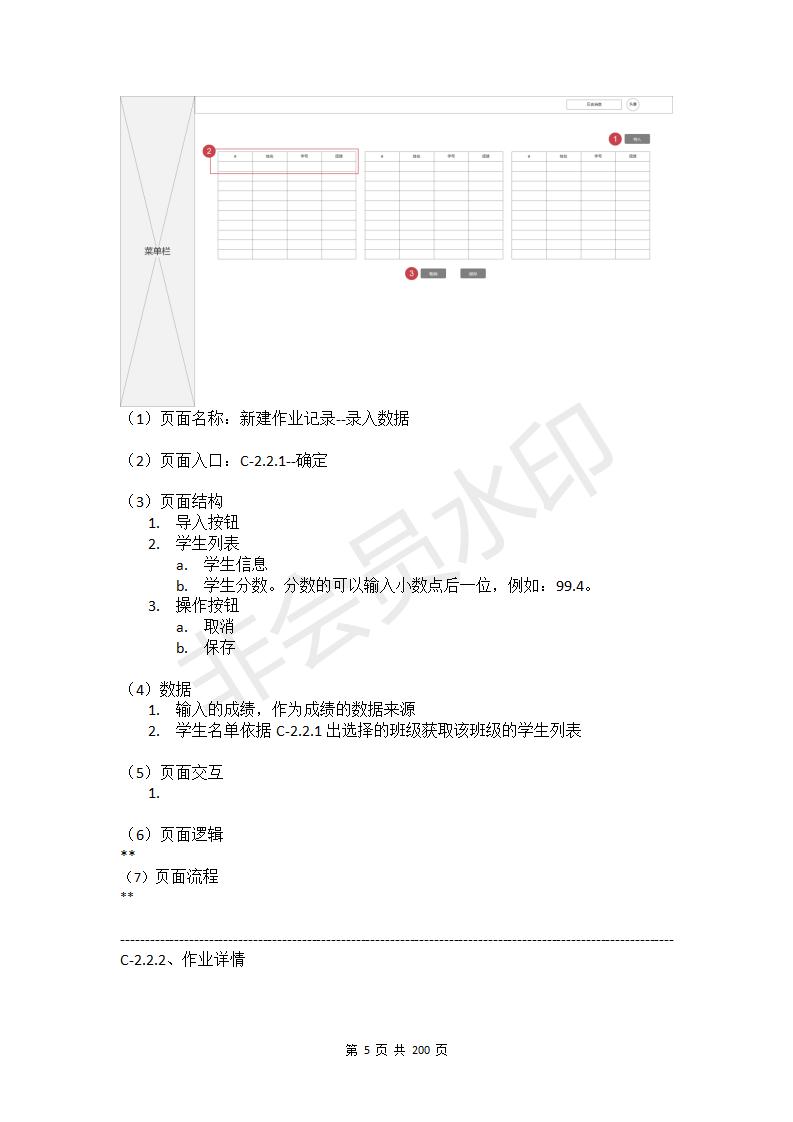 历史消息
头像
1
导入
2
# 姓名 学号 成绩 # 姓名 学号 成绩 # 姓名 学号 成绩
菜单栏
3 取消 保存
（1）页面名称：新建作业记录--录入数据
（2）页面入口：C-2.2.1--确定
（3）页面结构
1. 导入按钮
2. 学生列表
a. 学生信息
b. 学生分数。分数的可以输入小数点后一位，例如：99.4。
3. 操作按钮
a. 取消
b. 保存
（4）数据
1. 输入的成绩，作为成绩的数据来源
2. 学生名单依据 C-2.2.1 出选择的班级获取该班级的学生列表
（5）页面交互
1.
（6）页面逻辑
**
（7）页面流程
**
--------------------------------------------------------------------------------------------------------------
C-2.2.2、作业详情
第 5 页 共 200 页
非会员水印